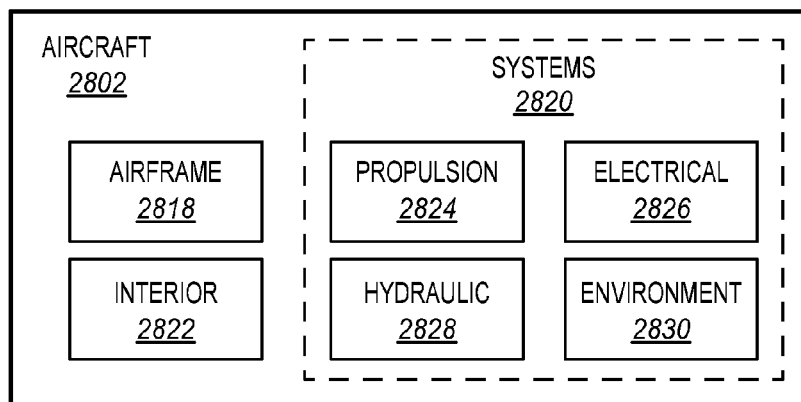 AIRCRAFT
2802
SYSTEMS
2820
AIRFRAME
2818
PROPULSION
2824
ELECTRICAL
2826
INTERIOR
2822
HYDRAULIC
2828
ENVIRONMENT
2830